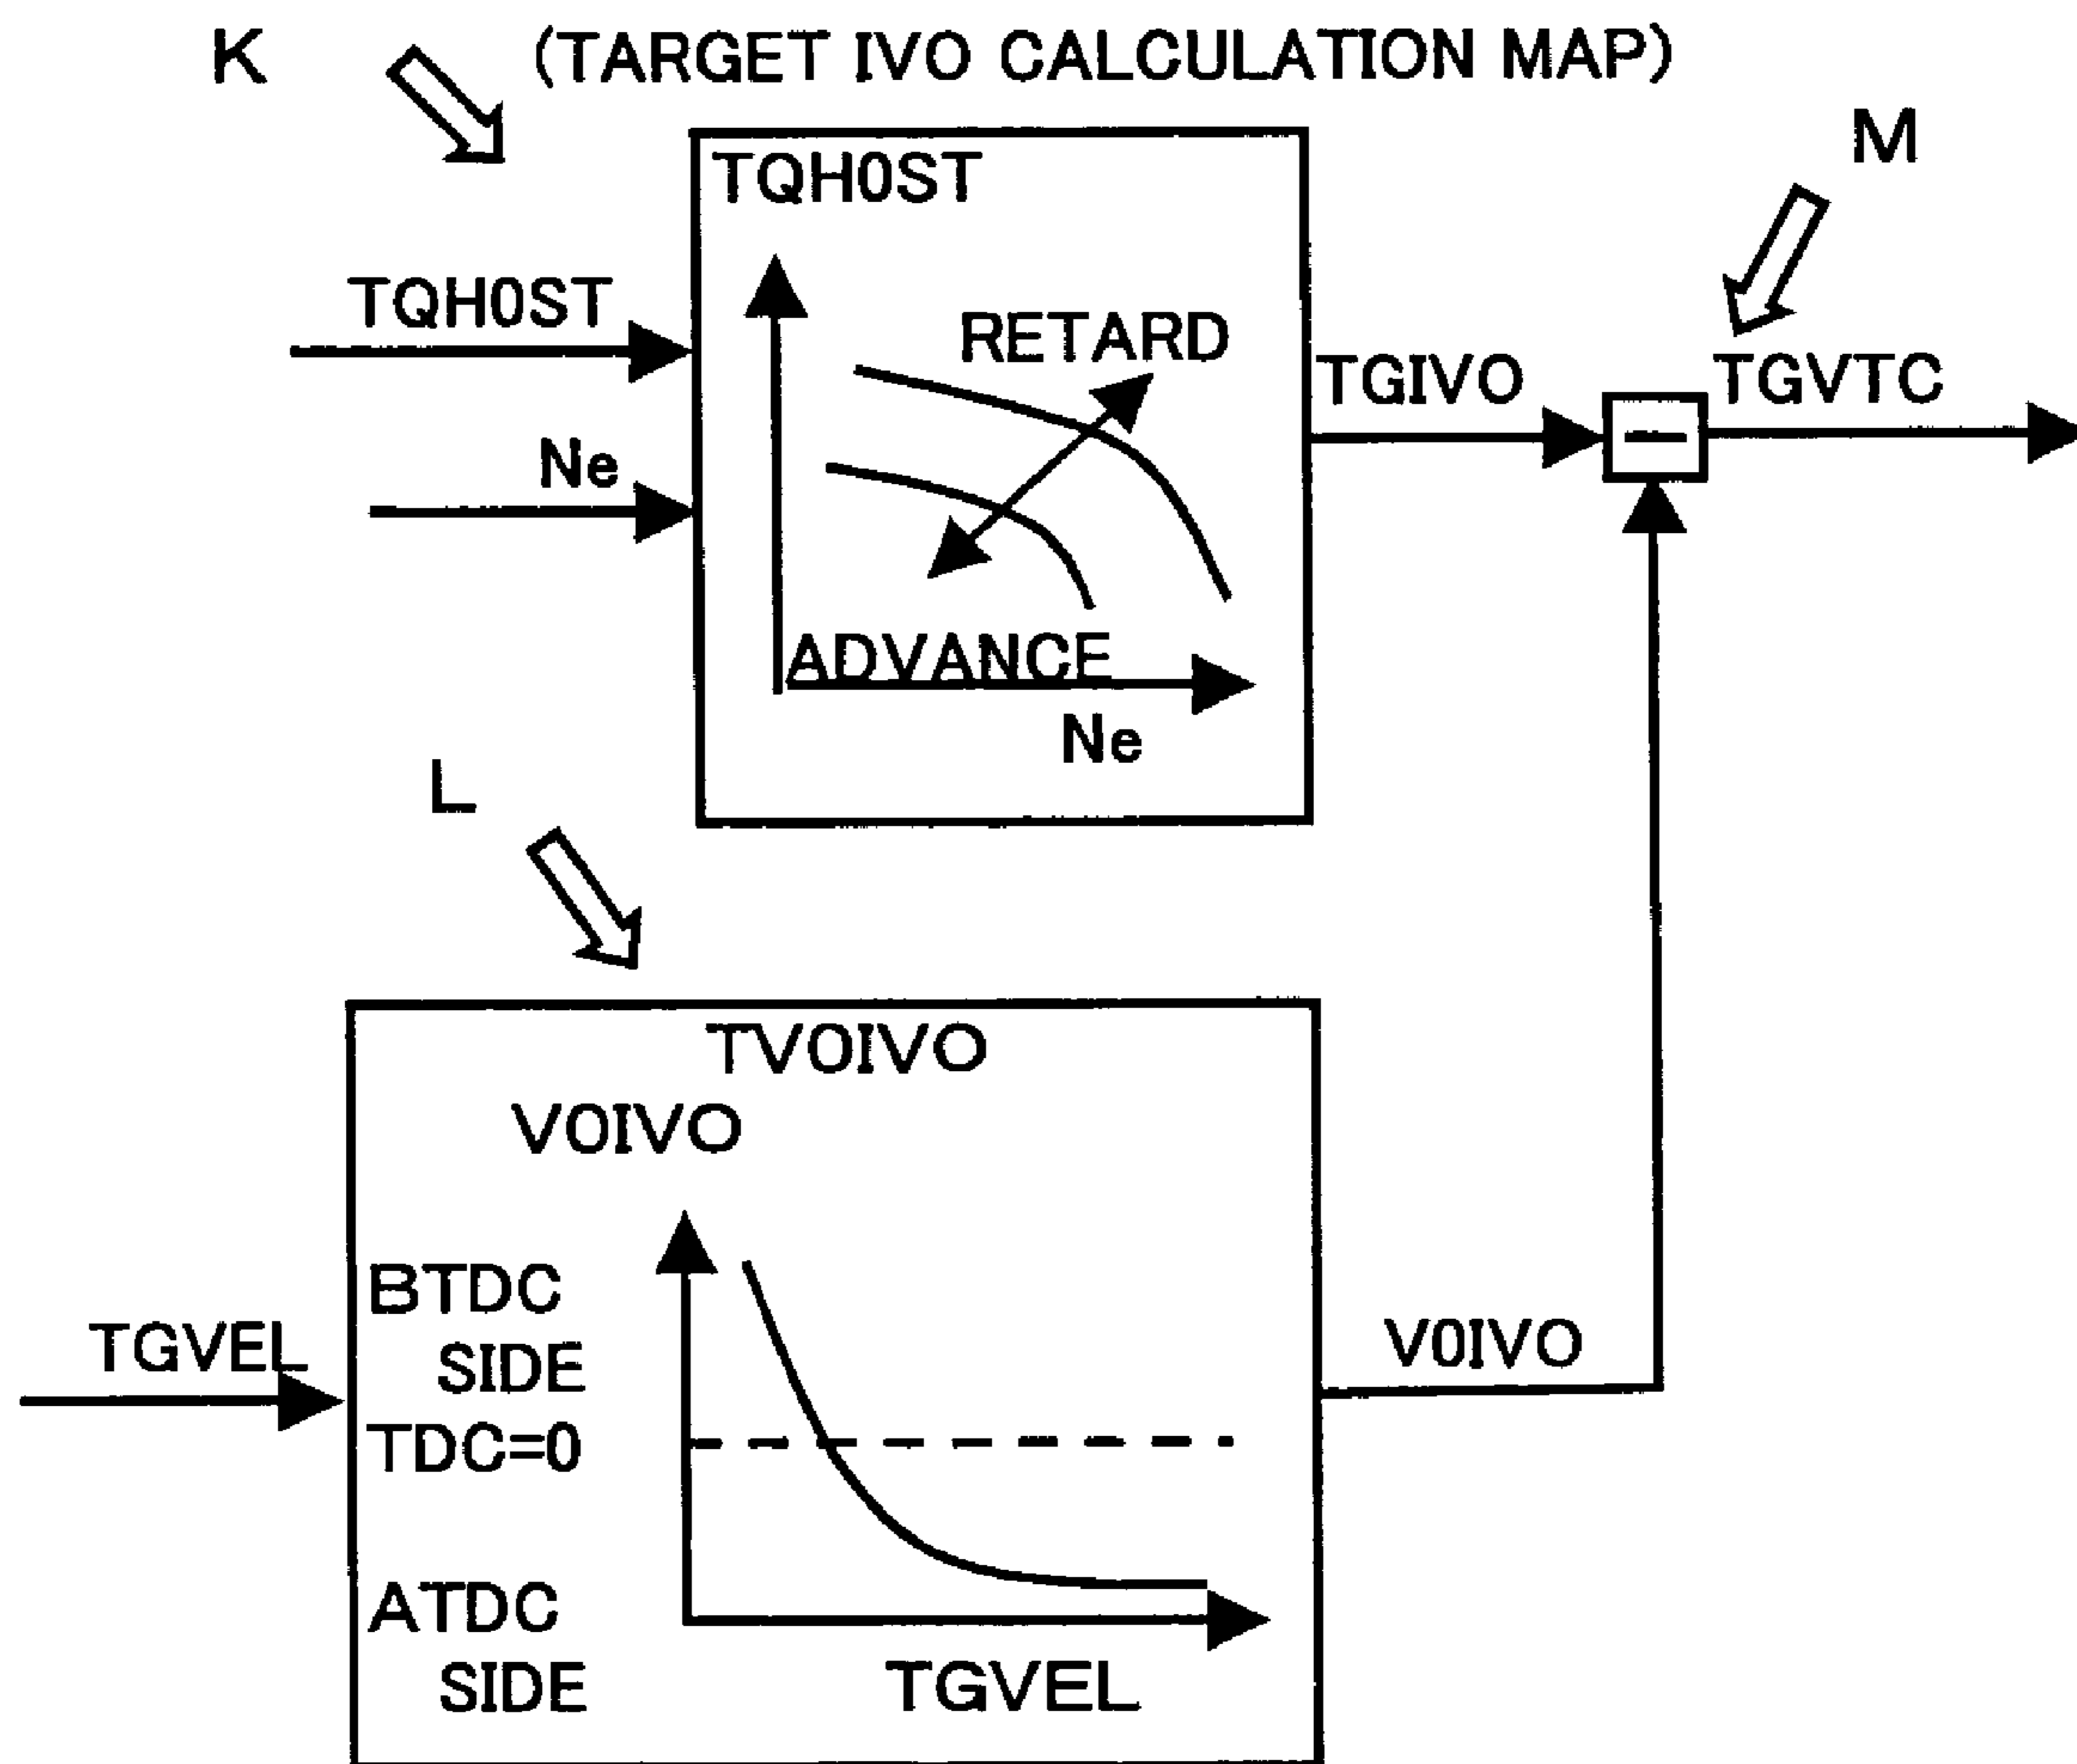 K
(TARGET IVO CALCULATION MAP)
M
TQH0ST
TQH0ST
RETARD
TGIVO
TGVTC
Ne
ADVANCE
Ne
L
TV0IVO
V0IVO
BTDC
SIDE
TGVEL
V0IVO
TDC=0
ATDC
SIDE
TGVEL